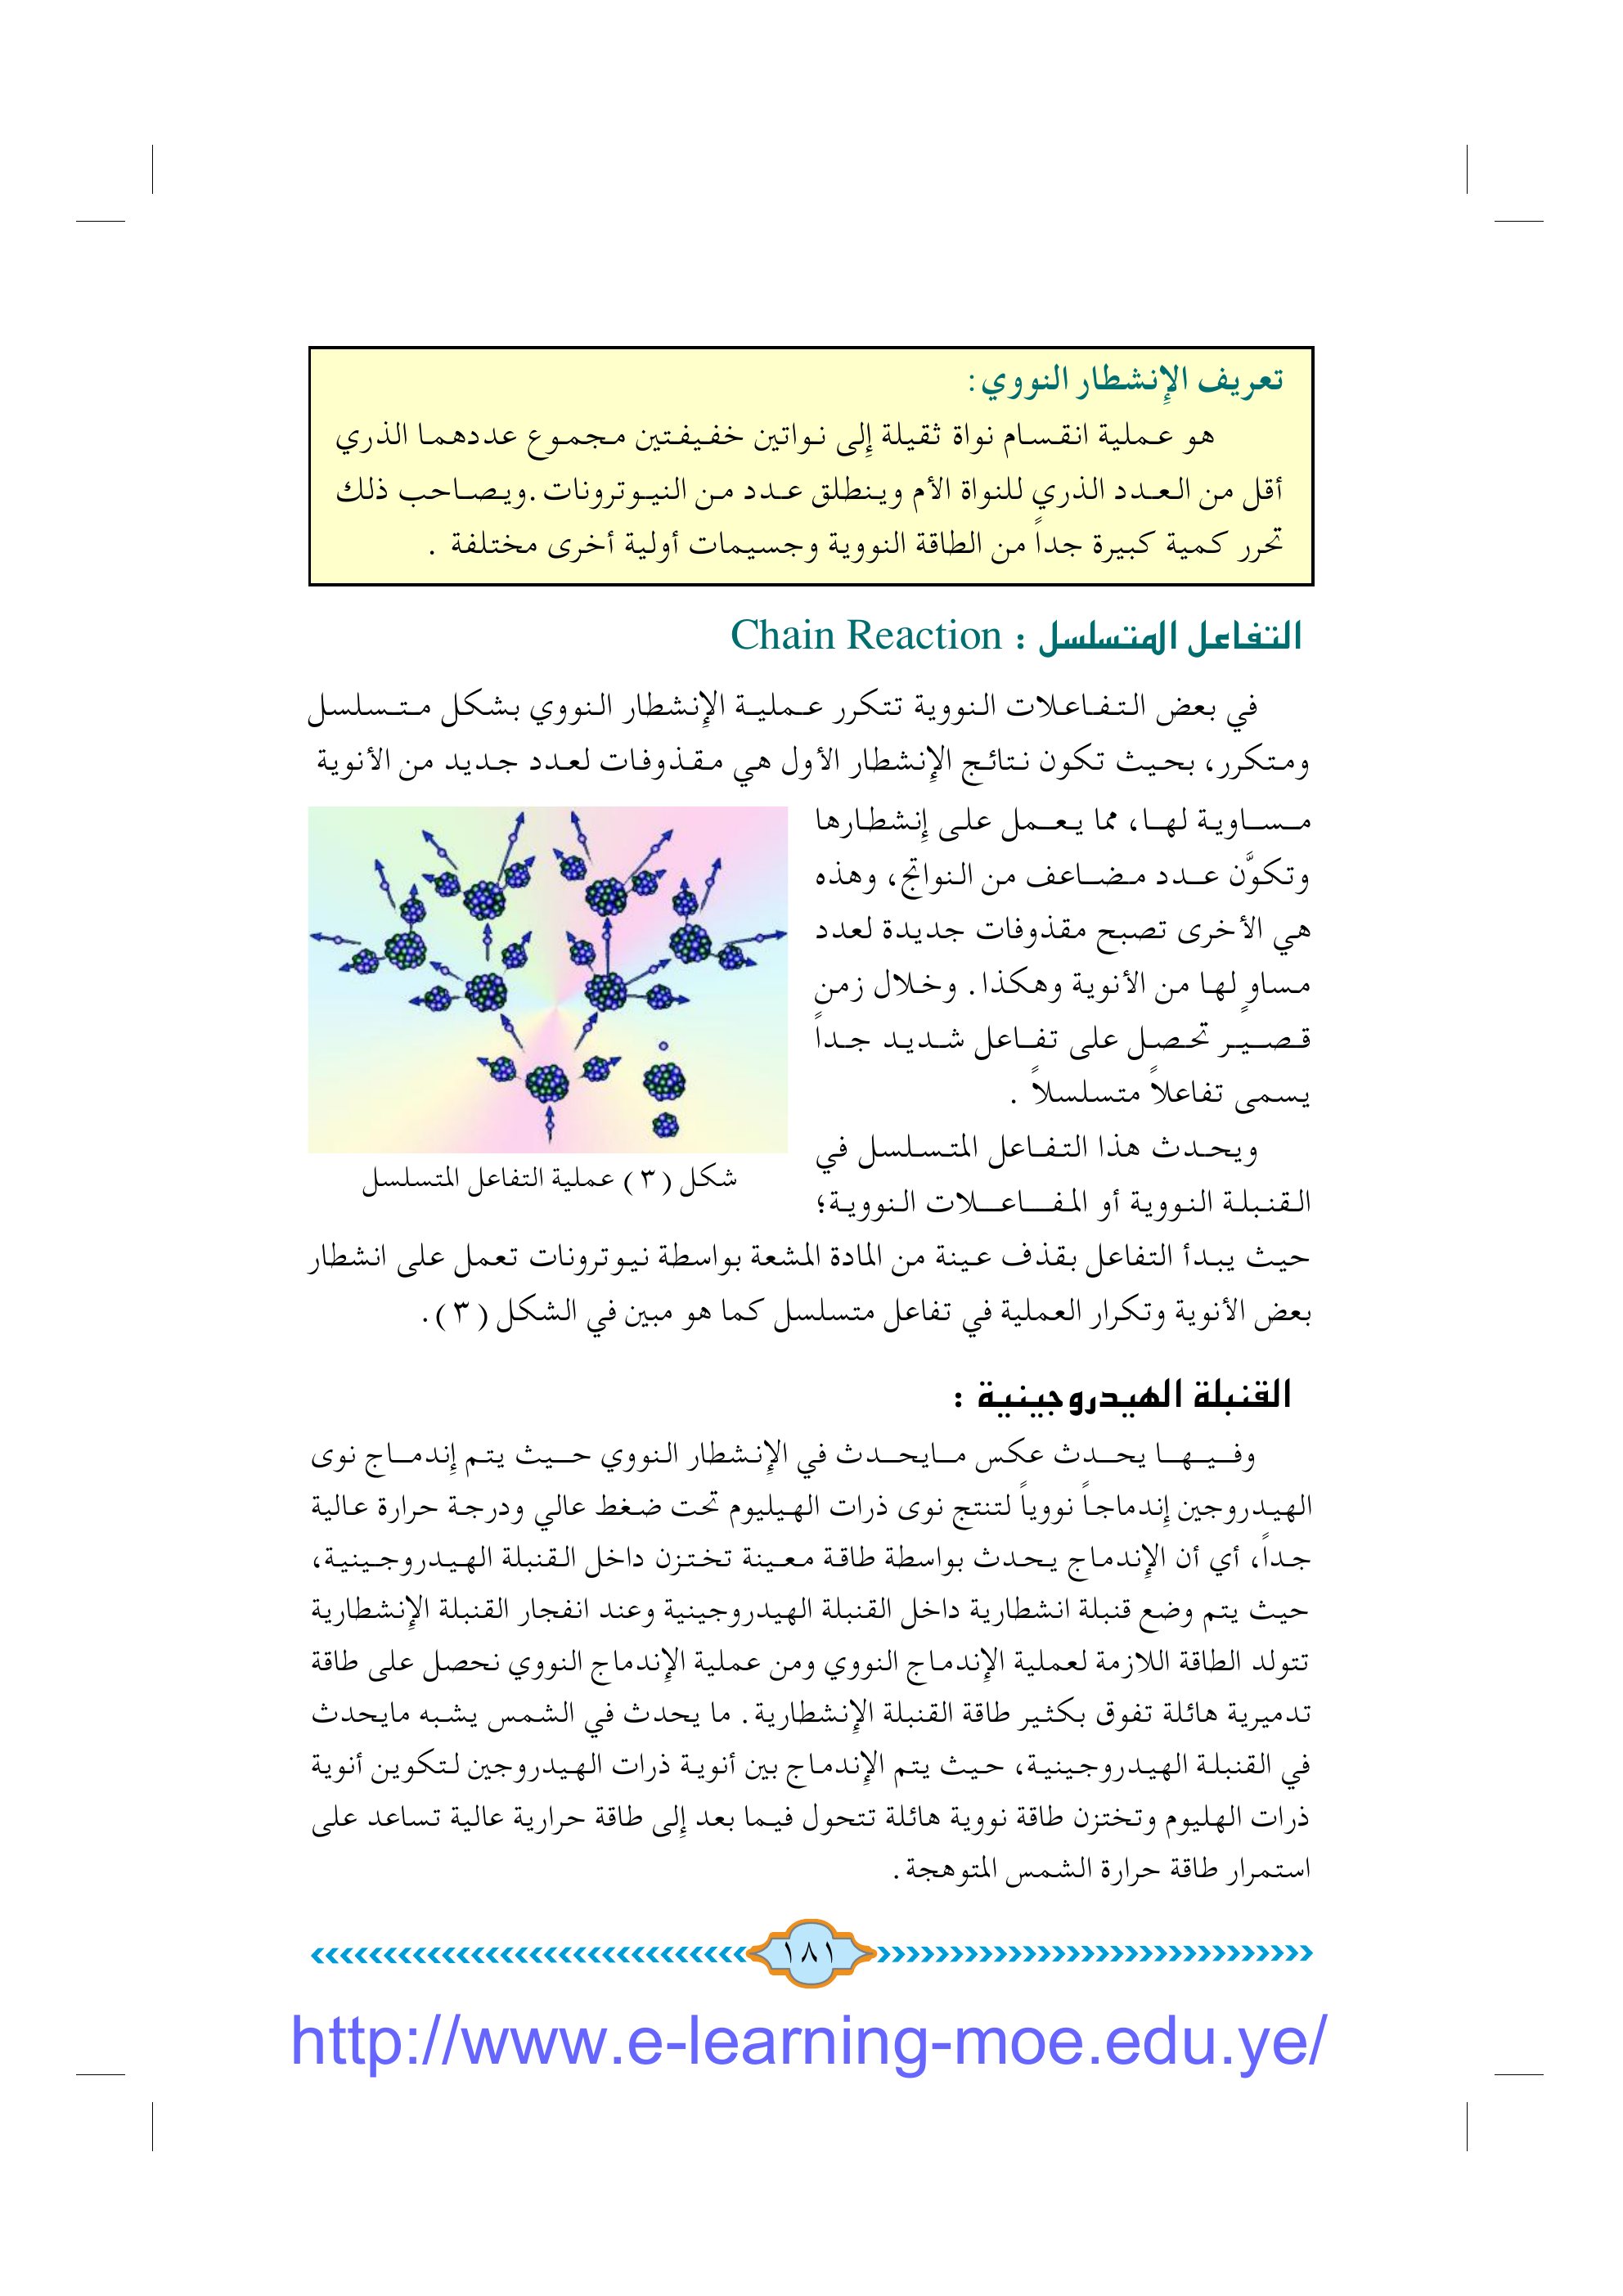 تعريف الإنشطار النووي:
هو عملية انقسام نواة ثقيلة إلى نواتين خفيفتين مجموع عددهما الذري
أقل من العدد الذري للنواة الأم وينطلق عدد من النيوترونات .ويصاحب ذلك
تحرر كمية كبيرة جداً من الطاقة النووية وجسيمات أولية أخرى مختلفة .
التفاعل المتسلسل : Chain Reaction
في بعض التفاعلات النووية تتكرر عملية الإنشطار النووي بشكل متسلسل
ومتكرر، بحيث تكون نتائج الإنشطار الأول هي مقذوفات لعدد جديد من الأنوية
مساوية لها، مما يعمل على إنشطارها
وتكوَّن عدد مضاعف من النواتج، وهذه
هي الأخرى تصبح مقذوفات جديدة لعدد
مساوٍ لها من الأنوية وهكذا. وخلال زمن
قصير تحصل على تفاعل شديد جداً
يسمى تفاعلاً متسلسلاً .
ويحدث هذا التفاعل المتسلسل في
القنبلة النووية أو المفاعلات النووية؛
حيث يبدأ التفاعل بقذف عينة من المادة المشعة بواسطة نيوترونات تعمل على انشطار
بعض الأنوية وتكرار العملية في تفاعل متسلسل كما هو مبين في الشكل (٣).
شكل (٣) عملية التفاعل المتسلسل
القنبلة الهيدروجينية :
وفيها يحدث عكس مايحدث في الإنشطار النووي حيث يتم إندماج نوى
الهيدروجين إندماجاً نووياً لتنتج نوى ذرات الهيليوم تحت ضغط عالي ودرجة حرارة عالية
جداً، أي أن الإندماج يحدث بواسطة طاقة معينة تختزن داخل القنبلة الهيدروجينية،
حيث يتم وضع قنبلة انشطارية داخل القنبلة الهيدروجينية وعند انفجار القنبلة الإنشطارية
تتولد الطاقة اللازمة لعملية الإندماج النووي ومن عملية الإندماج النووي نحصل على طاقة
تدميرية هائلة تفوق بكثير طاقة القنبلة الإنشطارية. ما يحدث في الشمس يشبه مايحدث
في القنبلة الهيدروجينية، حيث يتم الإندماج بين أنوية ذرات الهيدروجين لتكوين أنوية
ذرات الهليوم وتختزن طاقة نووية هائلة تتحول فيما بعد إلى طاقة حرارية عالية تساعد على
استمرار طاقة حرارة الشمس المتوهجة.
١٨١
http://www.e-learning-moe.edu.ye/